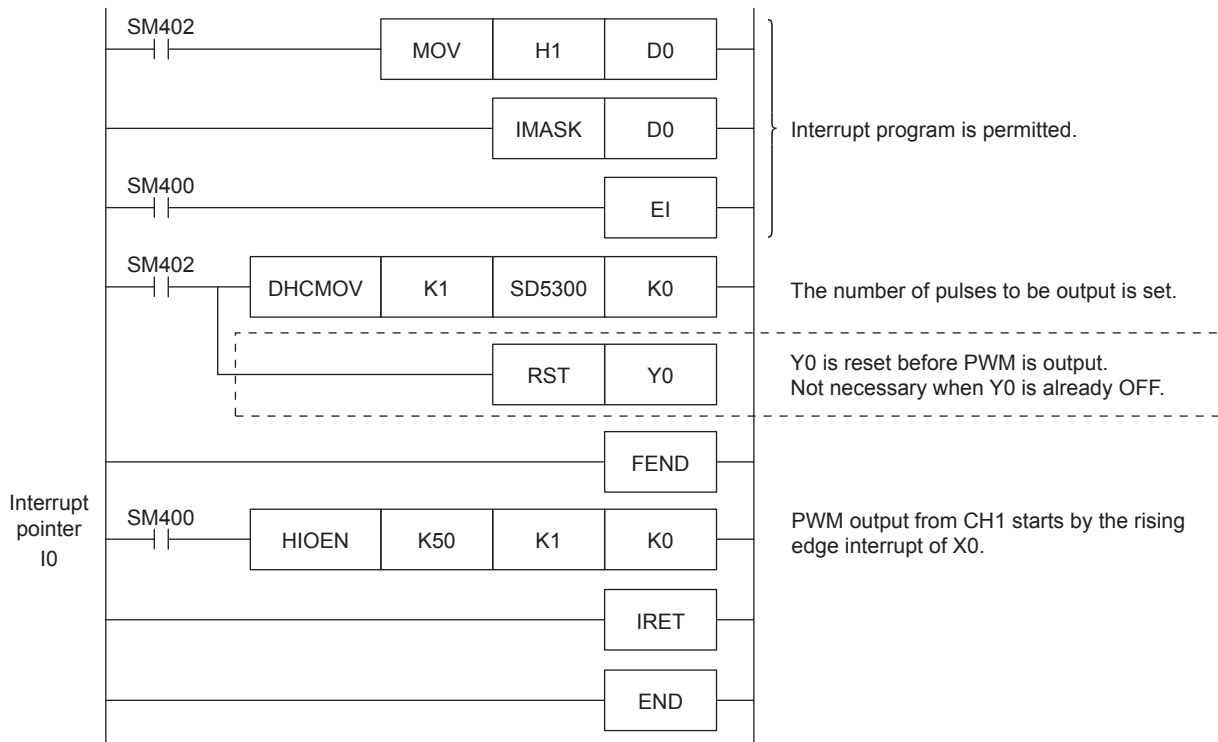 SM402
MOV H1 D0
IMASK D0
Interrupt program is permitted.
SM400
EI
SM402
DHCMOV K1 SD5300 K0
The number of pulses to be output is set.
RST Y0
Y0 is reset before PWM is output.
Not necessary when Y0 is already OFF.
FEND
Interrupt
pointer
I0
SM400
HIOEN K50 K1 K0
PWM output from CH1 starts by the rising
edge interrupt of X0.
IRET
END